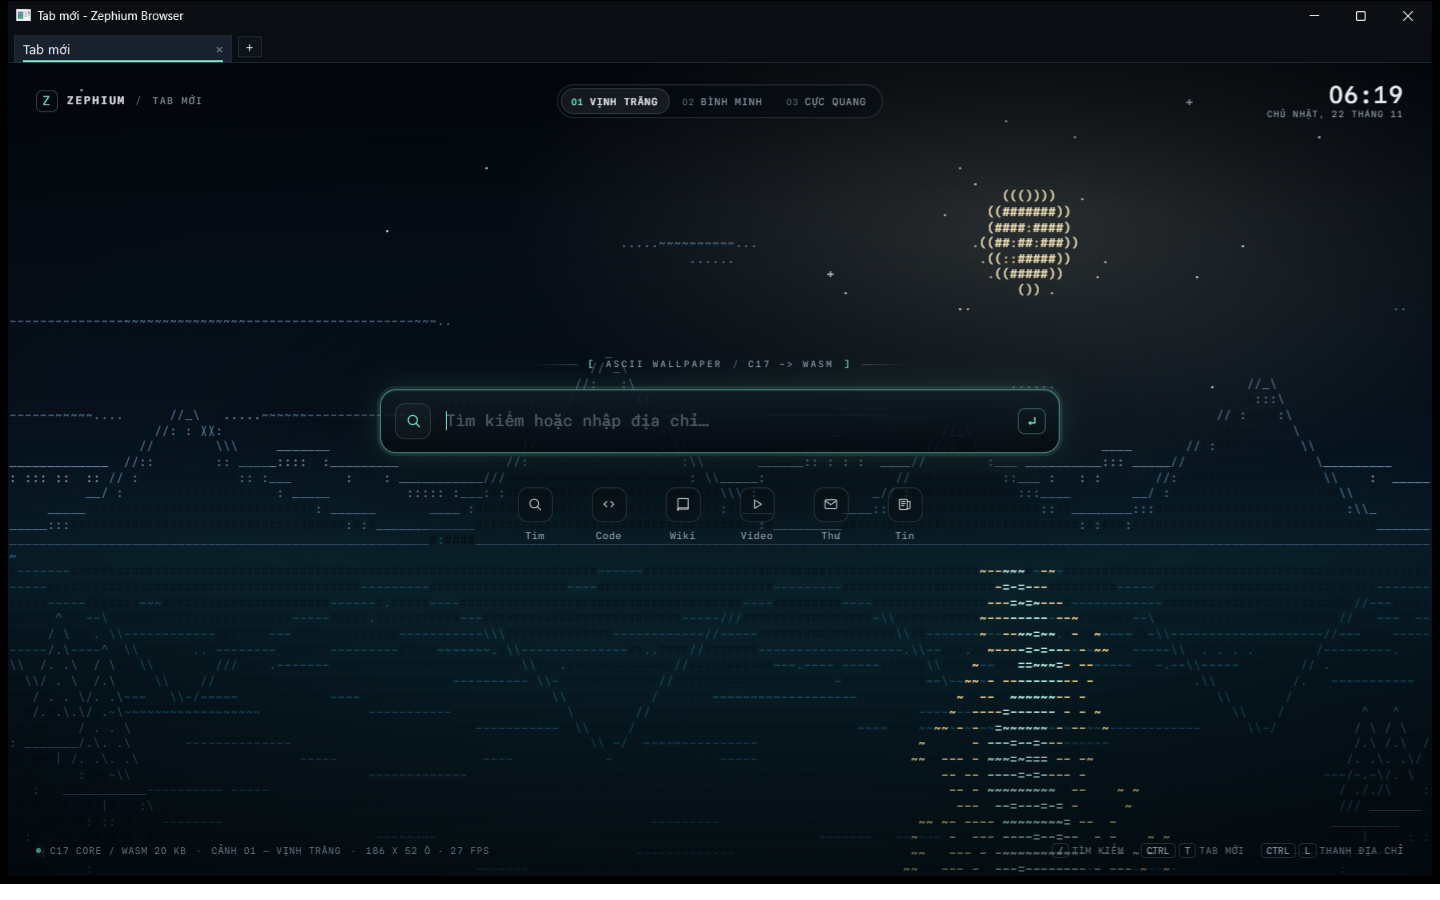 Tab mới - Zephium Browser
Tab mới
Z ZEPHIUM / TAB MỚI
01 VỊNH TRĂNG 02 BÌNH MINH 03 CỰC QUANG
06:19
CHỦ NHẬT, 22 THÁNG 11
[ ASCII WALLPAPER / C17 -> WASM ]
Tìm kiếm hoặc nhập địa chỉ…
Tìm Code Wiki Video Thư Tin
C17 CORE / WASM 20 KB · CẢNH 01 — VỊNH TRĂNG · 186 X 52 Ô · 27 FPS
/ TÌM KIẾM CTRL T TAB MỚI CTRL L THANH ĐỊA CHỈ